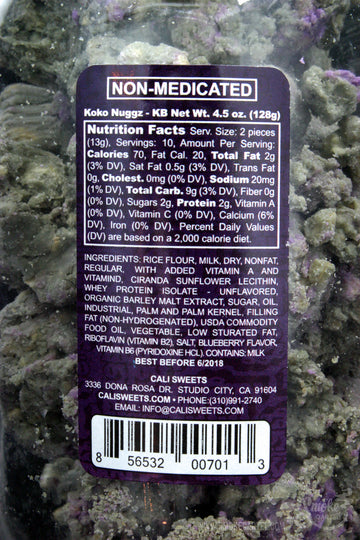 NON-MEDICATED
Koko Nuggz - KB Net Wt. 4.5 oz. (128g)
Nutrition Facts Serv. Size: 2 pieces
(13g), Servings: 10, Amount Per Serving:
Calories 70, Fat Cal. 20, Total Fat 2g
(3% DV), Sat Fat 0.5g (3% DV), Trans Fat
0g, Cholest. 0mg (0% DV), Sodium 20mg
(1% DV), Total Carb. 9g (3% DV), Fiber 0g
(0% DV), Sugars 2g, Protein 2g, Vitamin A
(0% DV), Vitamin C (0% DV), Calcium (6%
DV), Iron (0% DV). Percent Daily Values
(DV) are based on a 2,000 calorie diet.
INGREDIENTS: RICE FLOUR, MILK, DRY, NONFAT,
REGULAR, WITH ADDED VITAMIN A AND
VITAMIND, CIRANDA SUNFLOWER LECITHIN,
WHEY PROTEIN ISOLATE - UNFLAVORED,
ORGANIC BARLEY MALT EXTRACT, SUGAR, OIL,
INDUSTRIAL, PALM AND PALM KERNEL, FILLING
FAT (NON-HYDROGENATED), USDA COMMODITY
FOOD OIL, VEGETABLE, LOW STURATED FAT,
RIBOFLAVIN (VITAMIN B2), SALT, BLUEBERRY FLAVOR,
VITAMIN B6 (PYRIDOXINE HCL). CONTAINS: MILK
BEST BEFORE 6/2018
CALI SWEETS
3336 DONA ROSA DR. STUDIO CITY, CA 91604
CALISWEETS.COM • PHONE:(310)991-2740
EMAIL: INFO@CALISWEETS.COM
8 56532 00701 3